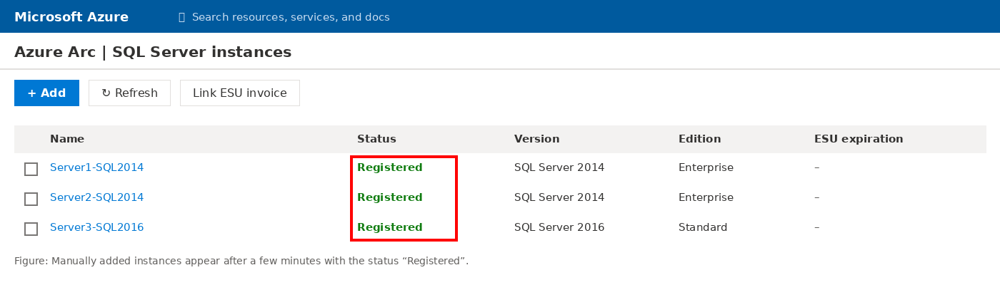 Microsoft Azure Search resources, services, and docs
Azure Arc | SQL Server instances
+ Add ↻ Refresh Link ESU invoice
Name Status Version Edition ESU expiration
Server1-SQL2014 Registered SQL Server 2014 Enterprise –
Server2-SQL2014 Registered SQL Server 2014 Enterprise –
Server3-SQL2016 Registered SQL Server 2016 Standard –
Figure: Manually added instances appear after a few minutes with the status “Registered”.